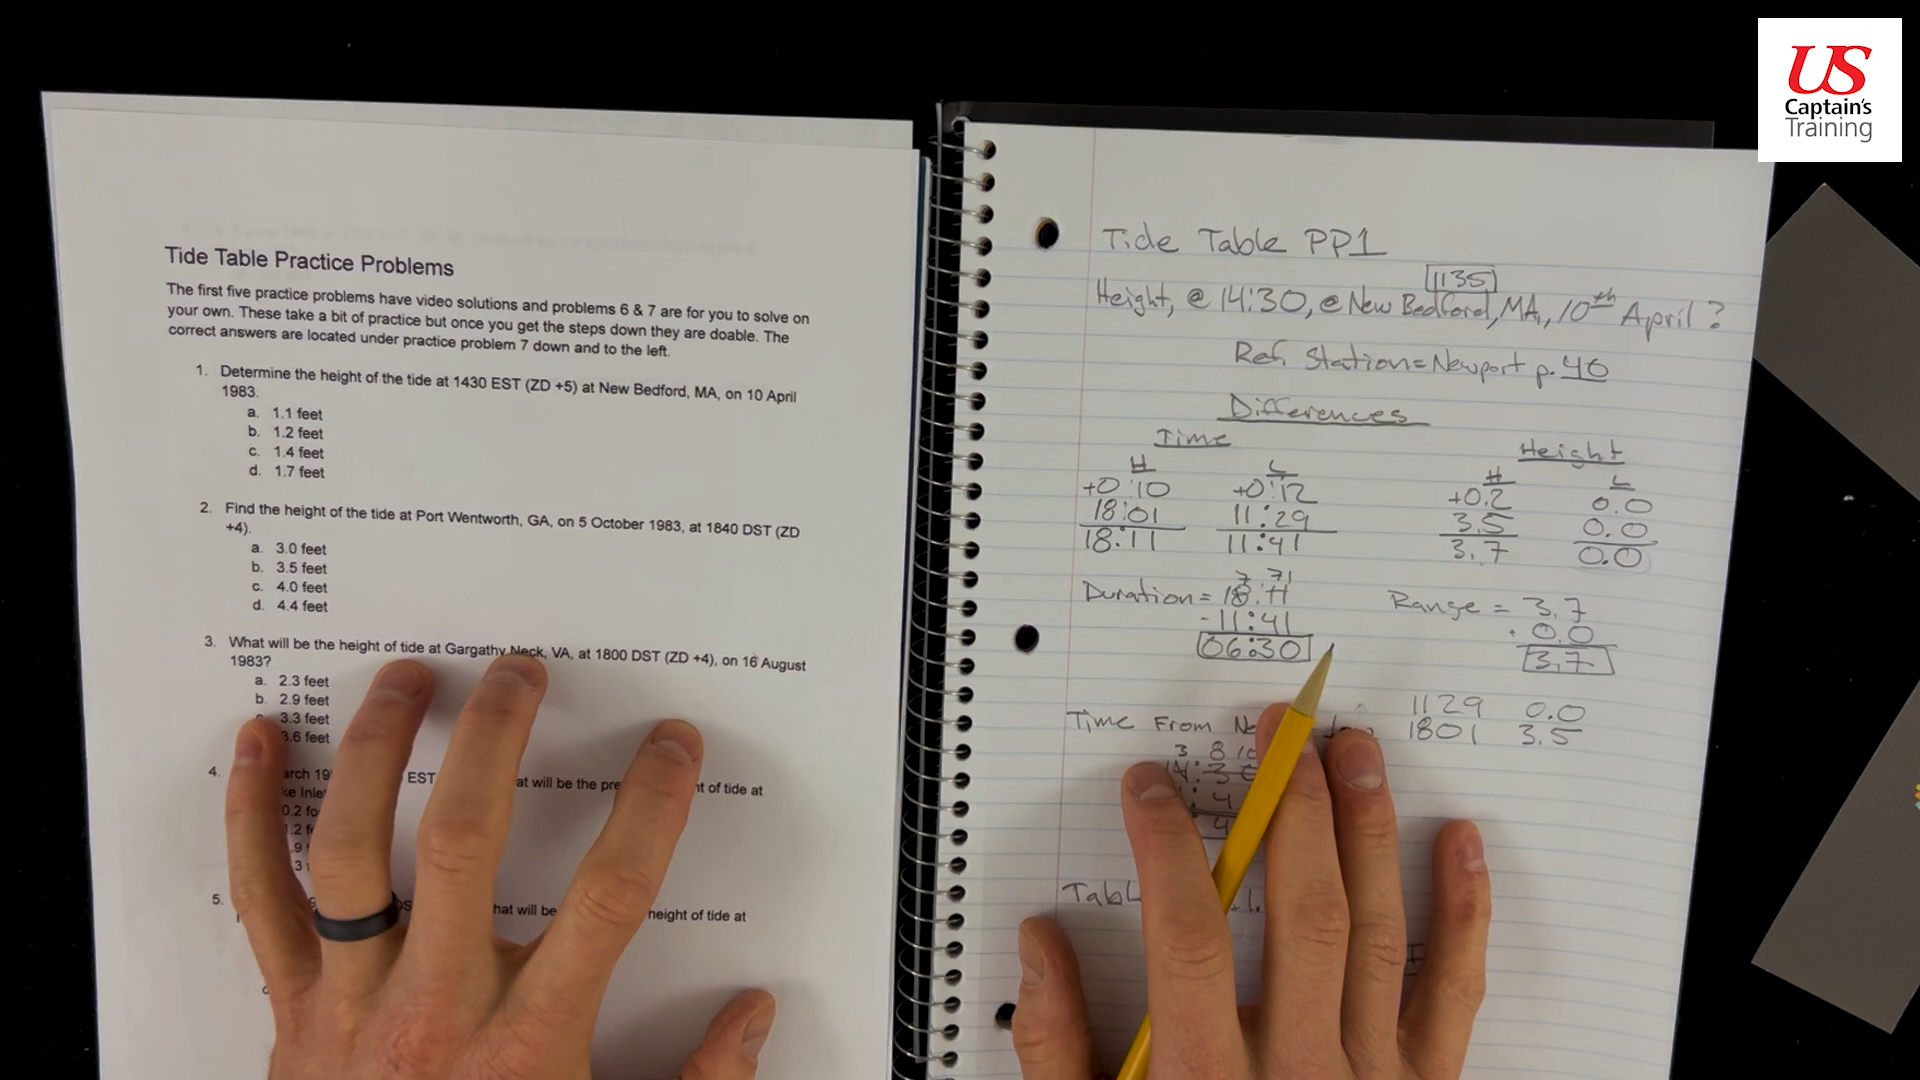 US
Captain's
Training
Tide Table Practice Problems
The first five practice problems have video solutions and problems 6 & 7 are for you to solve on
your own. These take a bit of practice but once you get the steps down they are doable. The
correct answers are located under practice problem 7 down and to the left.
1. Determine the height of the tide at 1430 EST (ZD +5) at New Bedford, MA, on 10 April
1983.
a. 1.1 feet
b. 1.2 feet
c. 1.4 feet
d. 1.7 feet
2. Find the height of the tide at Port Wentworth, GA, on 5 October 1983, at 1840 DST (ZD
+4).
a. 3.0 feet
b. 3.5 feet
c. 4.0 feet
d. 4.4 feet
3. What will be the height of tide at Gargathy Neck, VA, at 1800 DST (ZD +4), on 16 August
1983?
a. 2.3 feet
b. 2.9 feet
3.3 feet
3.6 feet
4. EST will be the of tide at
5. will be height of tide at
Tide Table PP1
1135
Height, @ 14:30, @ New Bedford, MA, 10th April?
Ref. Station = Newport p. 40
Differences
Time Height
H L H L
+0:10 +0:12 +0.2 0.0
18:01 11:29 3.5 0.0
18:11 11:41 3.7 0.0
7 71
Duration = 18:11 Range = 3.7
-11:41 0.0
06:30 3.7
1129 0.0
Time From 1801 3.5
3 8 10